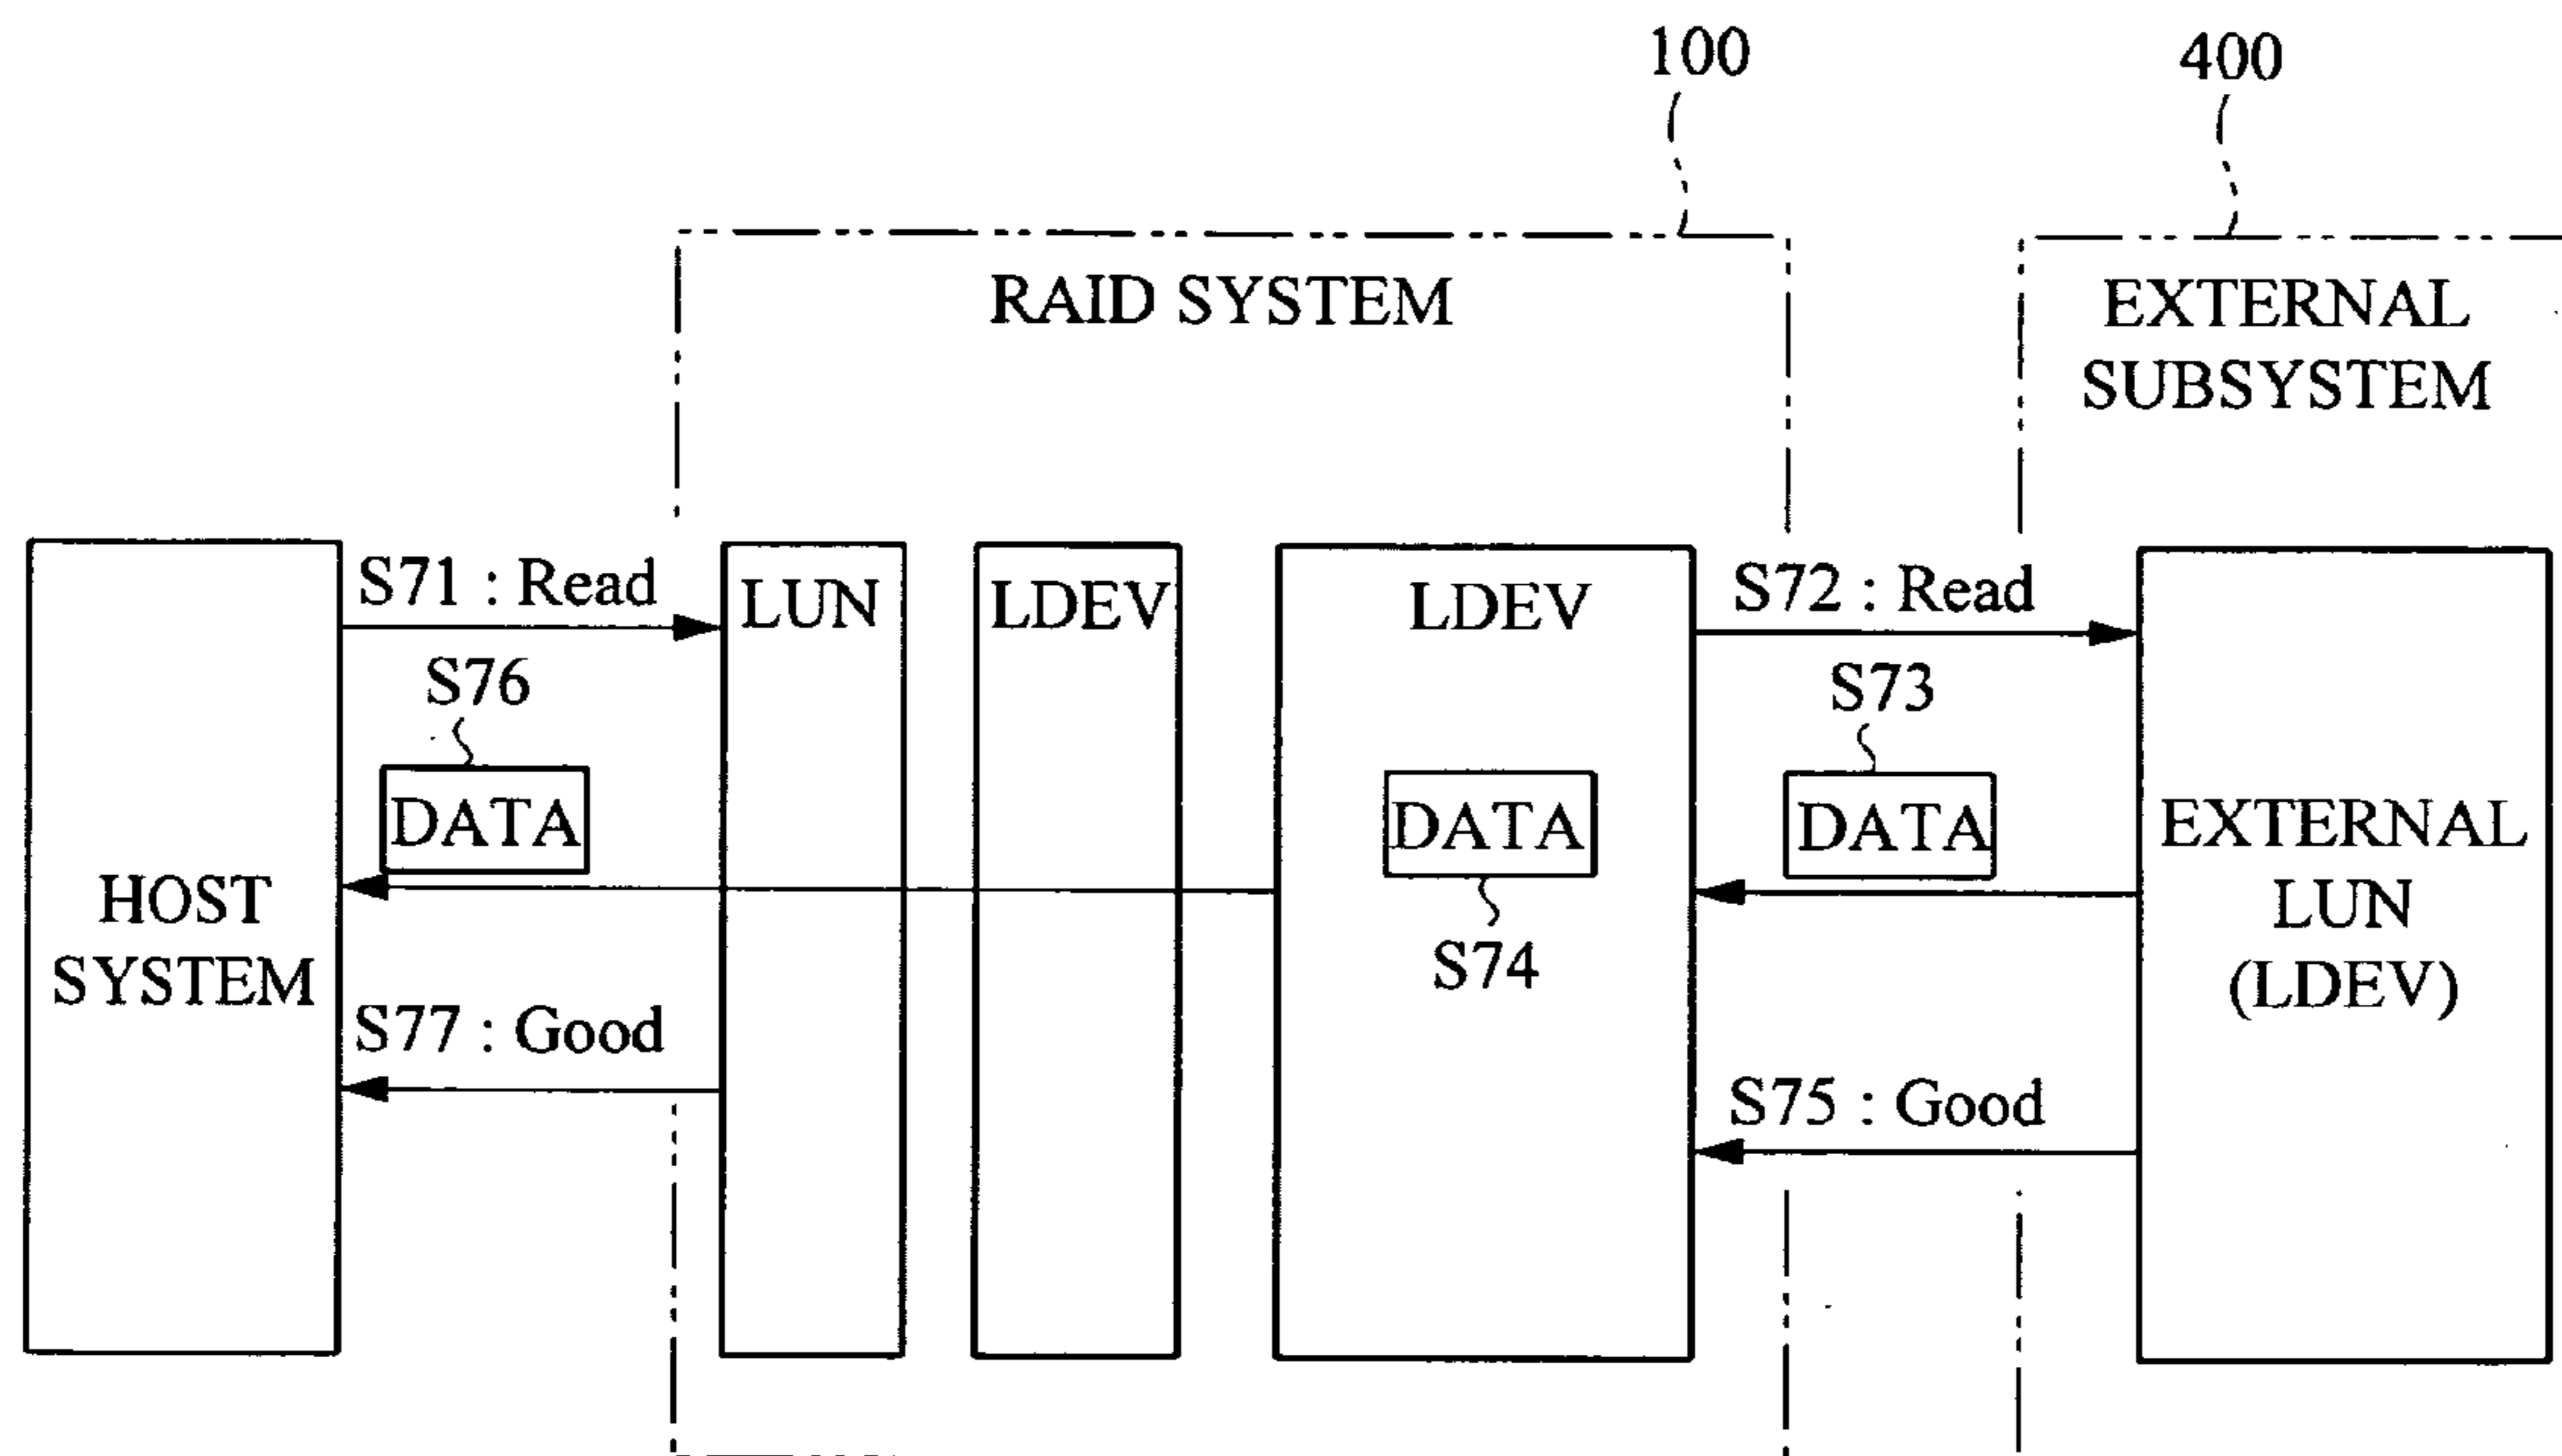 100
400
RAID SYSTEM
EXTERNAL
SUBSYSTEM
S71 : Read
LUN
LDEV
LDEV
S72 : Read
S76
S73
DATA
DATA
DATA
EXTERNAL
LUN
(LDEV)
HOST
SYSTEM
S74
S77 : Good
S75 : Good